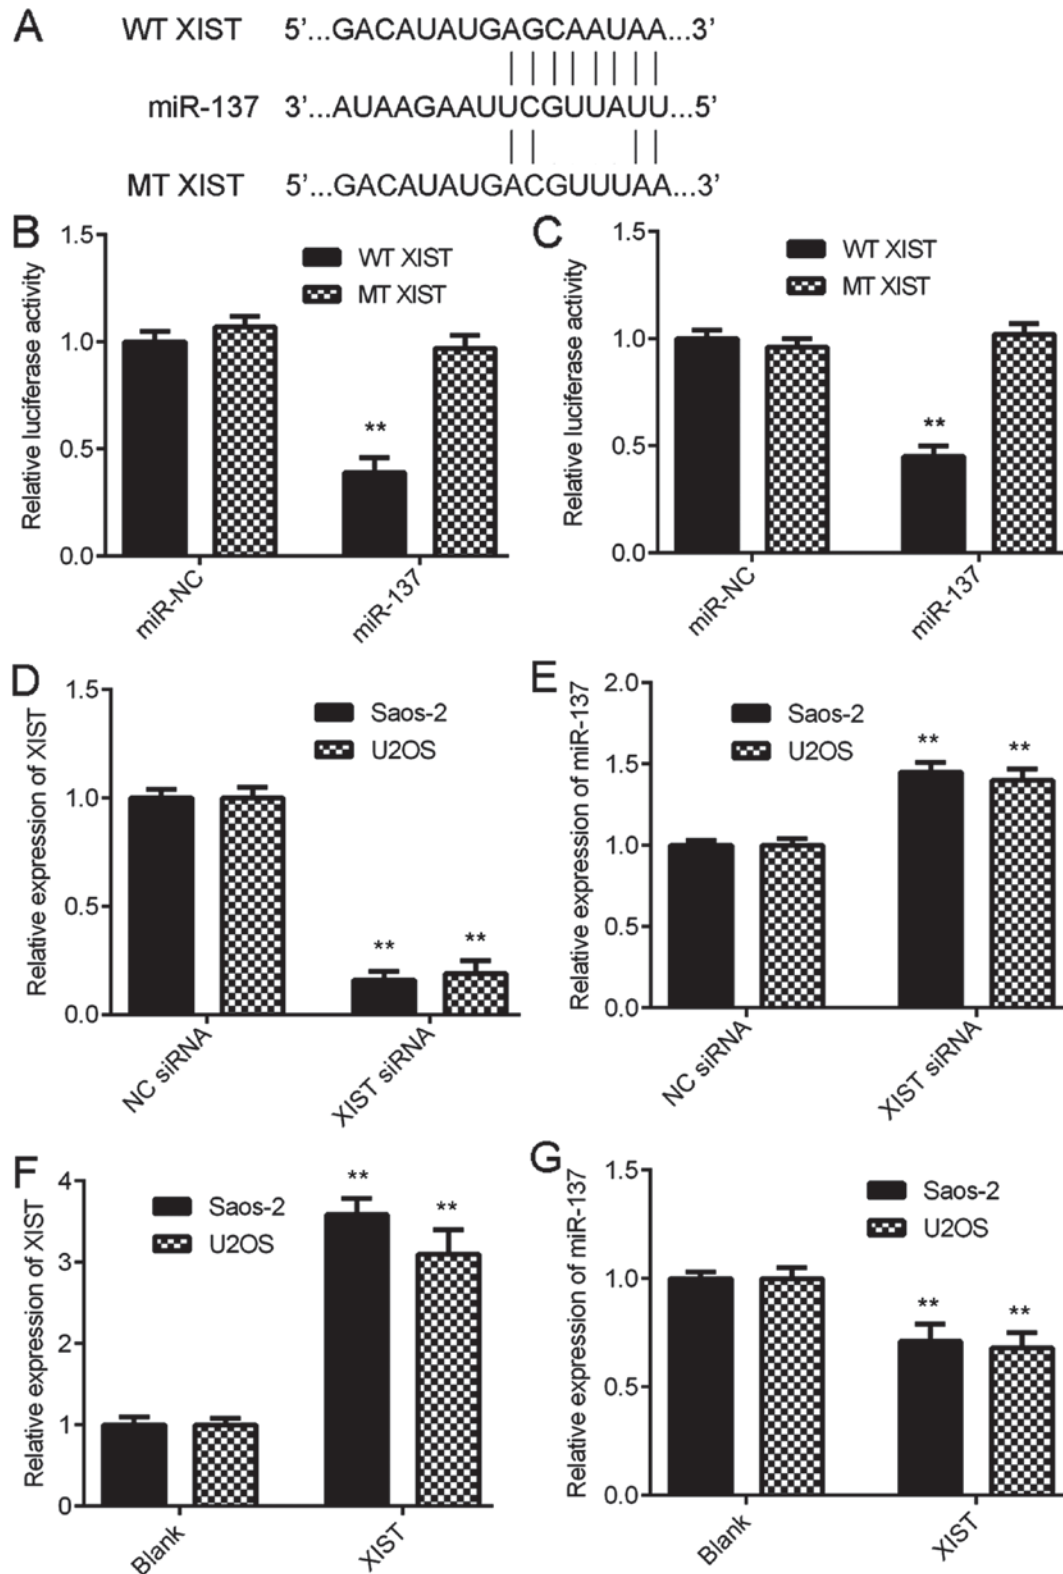 A
WT XIST 5'...GACAUAUGAGCAAUAA...3'
miR-137 3'...AUAAGAAUUCGUUAUU...5'
MT XIST 5'...GACAUAUGACGUUUAA...3'
B
Relative luciferase activity
1.5
1.0
0.5
0.0
WT XIST
MT XIST
**
miR-NC
miR-137
C
Relative luciferase activity
1.5
1.0
0.5
0.0
WT XIST
MT XIST
**
miR-NC
miR-137
D
Relative expression of XIST
1.5
1.0
0.5
0.0
Saos-2
U2OS
**
**
NC siRNA
XIST siRNA
E
Relative expression of miR-137
2.0
1.5
1.0
0.5
0.0
Saos-2
U2OS
**
**
NC siRNA
XIST siRNA
F
Relative expression of XIST
4
3
2
1
0
Saos-2
U2OS
**
**
Blank
XIST
G
Relative expression of miR-137
1.5
1.0
0.5
0.0
Saos-2
U2OS
**
**
Blank
XIST